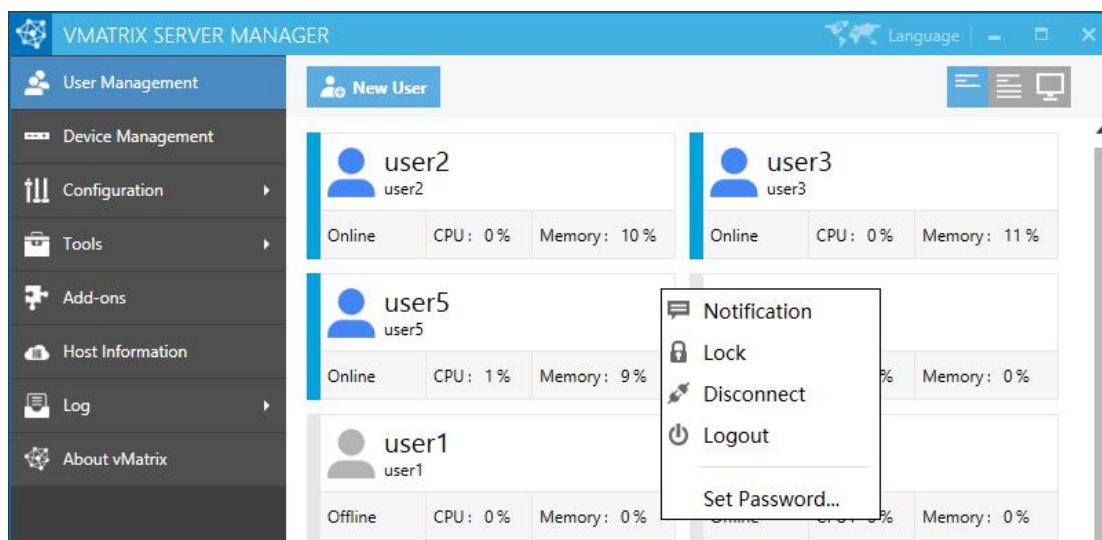 VMATRIX SERVER MANAGER
Language
User Management
Device Management
Configuration
Tools
Add-ons
Host Information
Log
About vMatrix
New User
user2
user2
Online CPU: 0% Memory: 10%
user3
user3
Online CPU: 0% Memory: 11%
user5
user5
Online CPU: 1% Memory: 9%
% Memory: 0%
user1
user1
Offline CPU: 0% Memory: 0%
% Memory: 0%
Notification
Lock
Disconnect
Logout
Set Password...